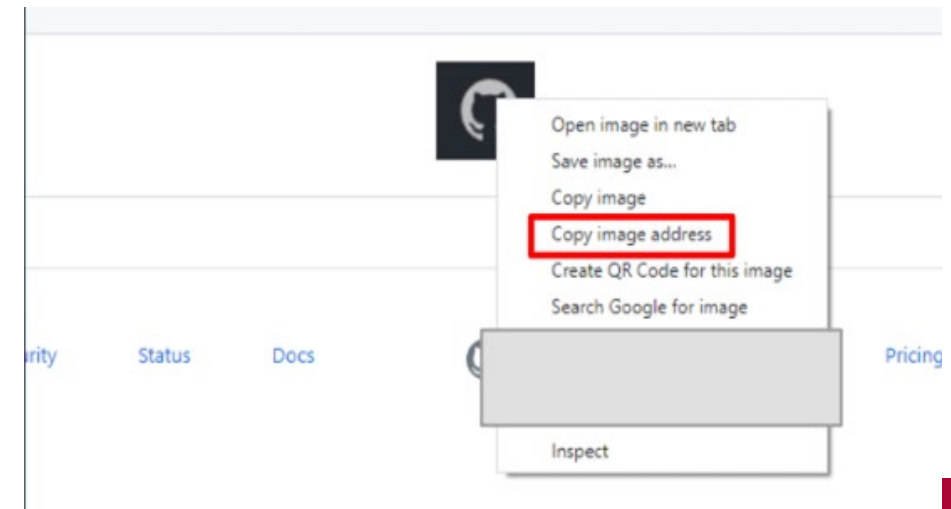 Open image in new tab
Save image as...
Copy image
Copy image address
Create QR Code for this image
Search Google for image
Status Docs Pricing
Inspect